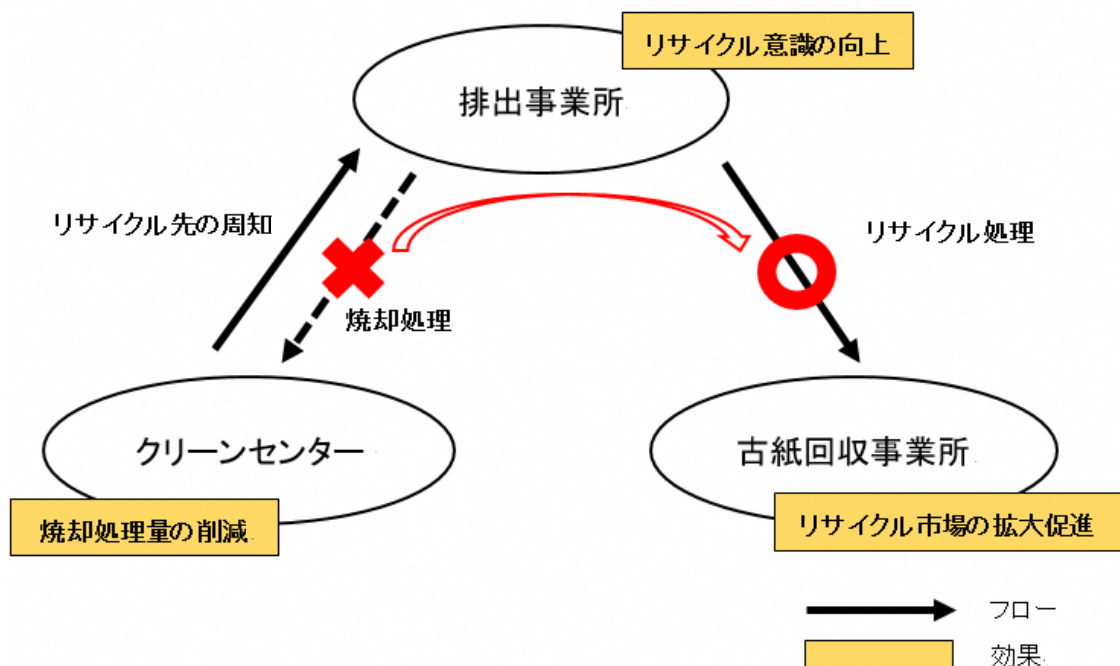 リサイクル意識の向上
排出事業所
リサイクル先の周知
リサイクル処理
焼却処理
クリーンセンター
古紙回収事業所
焼却処理量の削減
リサイクル市場の拡大促進
フロー
効果